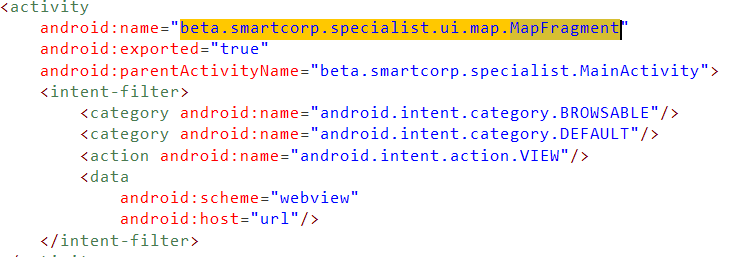 <activity
android:name="beta.smartcorp.specialist.ui.map.MapFragment"
android:exported="true"
android:parentActivityName="beta.smartcorp.specialist.MainActivity">
<intent-filter>
<category android:name="android.intent.category.BROWSABLE"/>
<category android:name="android.intent.category.DEFAULT"/>
<action android:name="android.intent.action.VIEW"/>
<data
android:scheme="webview"
android:host="url"/>
</intent-filter>